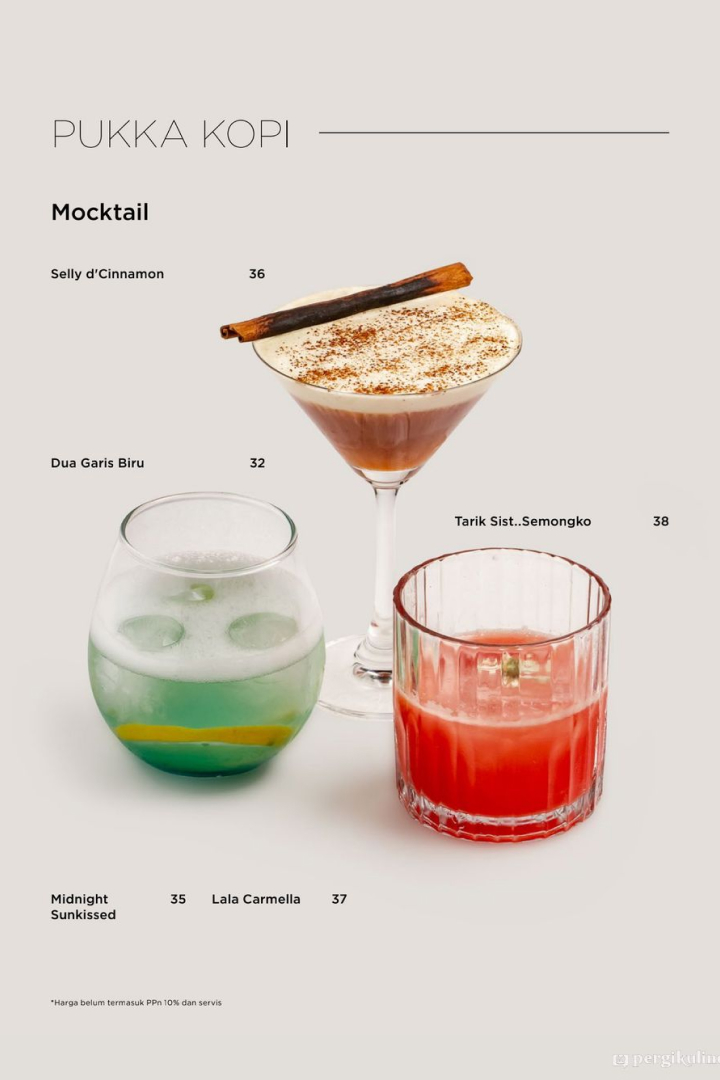 PUKKA KOPI
Mocktail
Selly d'Cinnamon 36
Dua Garis Biru 32
Tarik Sist..Semongko 38
Midnight 35 Lala Carmella 37
Sunkissed
*Harga belum termasuk PPn 10% dan servis